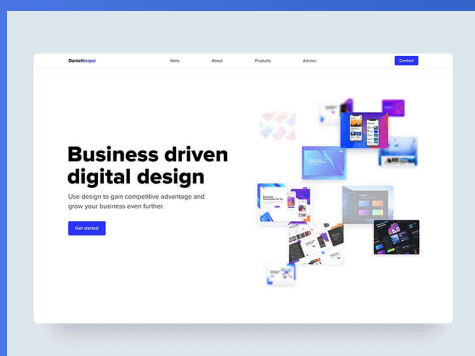 DanielKorpai
Work
About
Products
Articles
Contact
Business driven
digital design
Use design to gain competitive advantage and
grow your business even further.
Get started